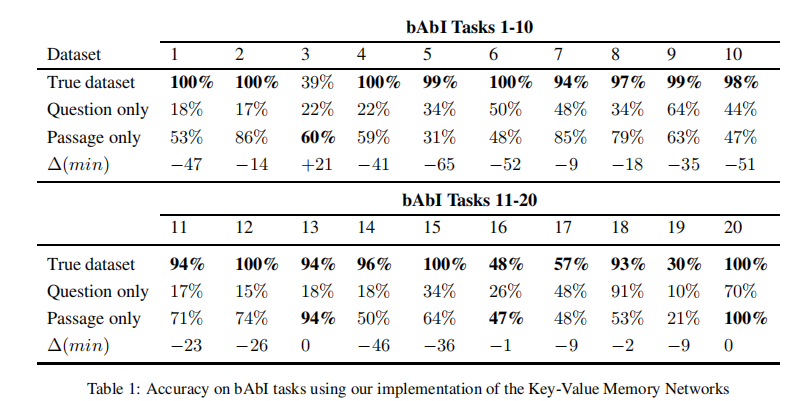 bAbI Tasks 1-10
Dataset 1 2 3 4 5 6 7 8 9 10
True dataset 100% 100% 39% 100% 99% 100% 94% 97% 99% 98%
Question only 18% 17% 22% 22% 34% 50% 48% 34% 64% 44%
Passage only 53% 86% 60% 59% 31% 48% 85% 79% 63% 47%
Δ(min) −47 −14 +21 −41 −65 −52 −9 −18 −35 −51
bAbI Tasks 11-20
11 12 13 14 15 16 17 18 19 20
True dataset 94% 100% 94% 96% 100% 48% 57% 93% 30% 100%
Question only 17% 15% 18% 18% 34% 26% 48% 91% 10% 70%
Passage only 71% 74% 94% 50% 64% 47% 48% 53% 21% 100%
Δ(min) −23 −26 0 −46 −36 −1 −9 −2 −9 0
Table 1: Accuracy on bAbI tasks using our implementation of the Key-Value Memory Networks